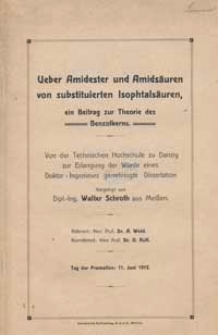 Ueber Amidester und Amidsäuren
von substituierten Isophtalsäuren,
ein Beitrag zur Theorie des
Benzolkerns.
Von der Technischen Hochschule zu Danzig
zur Erlangung der Würde eines
Doktor-Ingenieurs genehmigte Dissertation
Vorgelegt von
Dipl.-Ing. Walter Schroth aus Meißen.
Referent: Herr Prof. Dr. A. Wohl.
Korreferent: Herr Prof. Dr. O. Ruff.
Tag der Promotion: 11. Juni 1910.